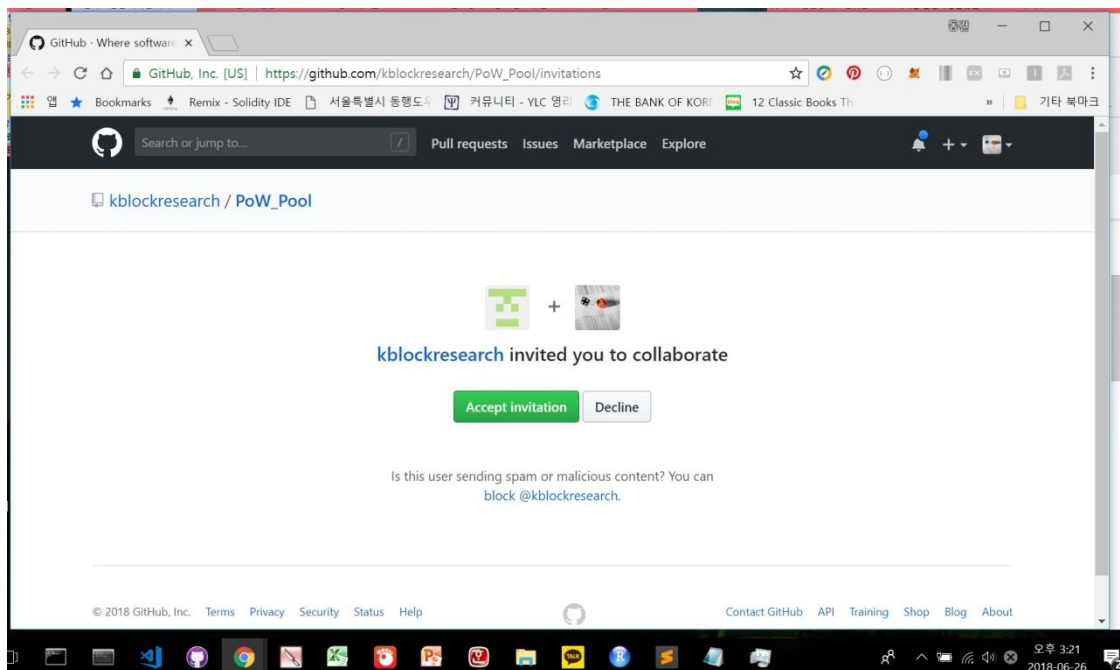 중길
GitHub · Where software
GitHub, Inc. [US] | https://github.com/kblockresearch/PoW_Pool/invitations
앱 Bookmarks Remix - Solidity IDE 서울특별시 동행도우 커뮤니티 - YLC 영리 THE BANK OF KORE 12 Classic Books Th » 기타 북마크
Search or jump to... / Pull requests Issues Marketplace Explore
kblockresearch / PoW_Pool
+
kblockresearch invited you to collaborate
Accept invitation Decline
Is this user sending spam or malicious content? You can
block @kblockresearch.
© 2018 GitHub, Inc. Terms Privacy Security Status Help Contact GitHub API Training Shop Blog About
TALK
오후 3:21
2018-06-26